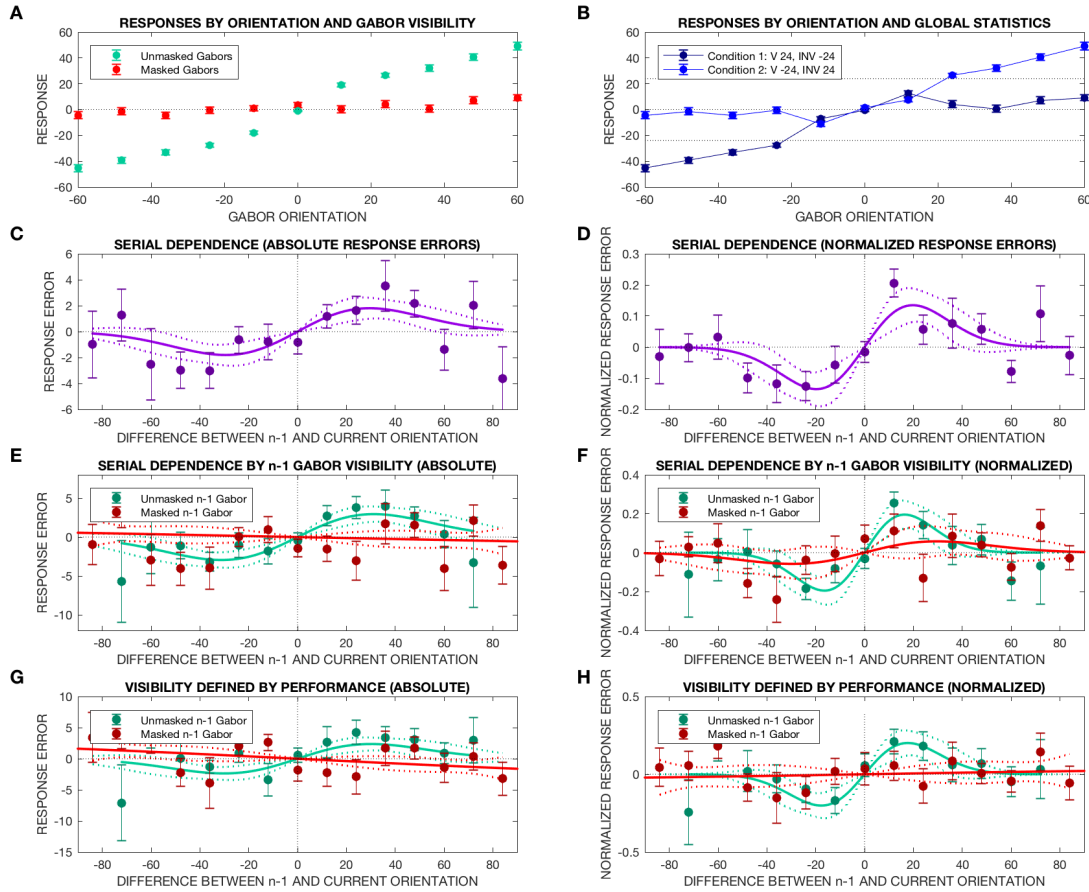 A
RESPONSES BY ORIENTATION AND GABOR VISIBILITY
60
40
20
0
-20
-40
-60
RESPONSE
Unmasked Gabors
Masked Gabors
-60 -40 -20 0 20 40 60
GABOR ORIENTATION
B
RESPONSES BY ORIENTATION AND GLOBAL STATISTICS
60
40
20
0
-20
-40
-60
RESPONSE
Condition 1: V 24, INV -24
Condition 2: V -24, INV 24
-60 -40 -20 0 20 40 60
GABOR ORIENTATION
C
SERIAL DEPENDENCE (ABSOLUTE RESPONSE ERRORS)
6
4
2
0
-2
-4
-6
RESPONSE ERROR
-80 -60 -40 -20 0 20 40 60 80
DIFFERENCE BETWEEN n-1 AND CURRENT ORIENTATION
D
SERIAL DEPENDENCE (NORMALIZED RESPONSE ERRORS)
0.3
0.2
0.1
0
-0.1
-0.2
NORMALIZED RESPONSE ERROR
-80 -60 -40 -20 0 20 40 60 80
DIFFERENCE BETWEEN n-1 AND CURRENT ORIENTATION
E
SERIAL DEPENDENCE BY n-1 GABOR VISIBILITY (ABSOLUTE)
5
0
-5
-10
RESPONSE ERROR
Unmasked n-1 Gabor
Masked n-1 Gabor
-80 -60 -40 -20 0 20 40 60 80
DIFFERENCE BETWEEN n-1 AND CURRENT ORIENTATION
F
SERIAL DEPENDENCE BY n-1 GABOR VISIBILITY (NORMALIZED)
0.4
0.2
0
-0.2
-0.4
NORMALIZED RESPONSE ERROR
Unmasked n-1 Gabor
Masked n-1 Gabor
-80 -60 -40 -20 0 20 40 60 80
DIFFERENCE BETWEEN n-1 AND CURRENT ORIENTATION
G
VISIBILITY DEFINED BY PERFORMANCE (ABSOLUTE)
10
5
0
-5
-10
-15
RESPONSE ERROR
Unmasked n-1 Gabor
Masked n-1 Gabor
-80 -60 -40 -20 0 20 40 60 80
DIFFERENCE BETWEEN n-1 AND CURRENT ORIENTATION
H
VISIBILITY DEFINED BY PERFORMANCE (NORMALIZED)
0.5
0
-0.5
NORMALIZED RESPONSE ERROR
Unmasked n-1 Gabor
Masked n-1 Gabor
-80 -60 -40 -20 0 20 40 60 80
DIFFERENCE BETWEEN n-1 AND CURRENT ORIENTATION